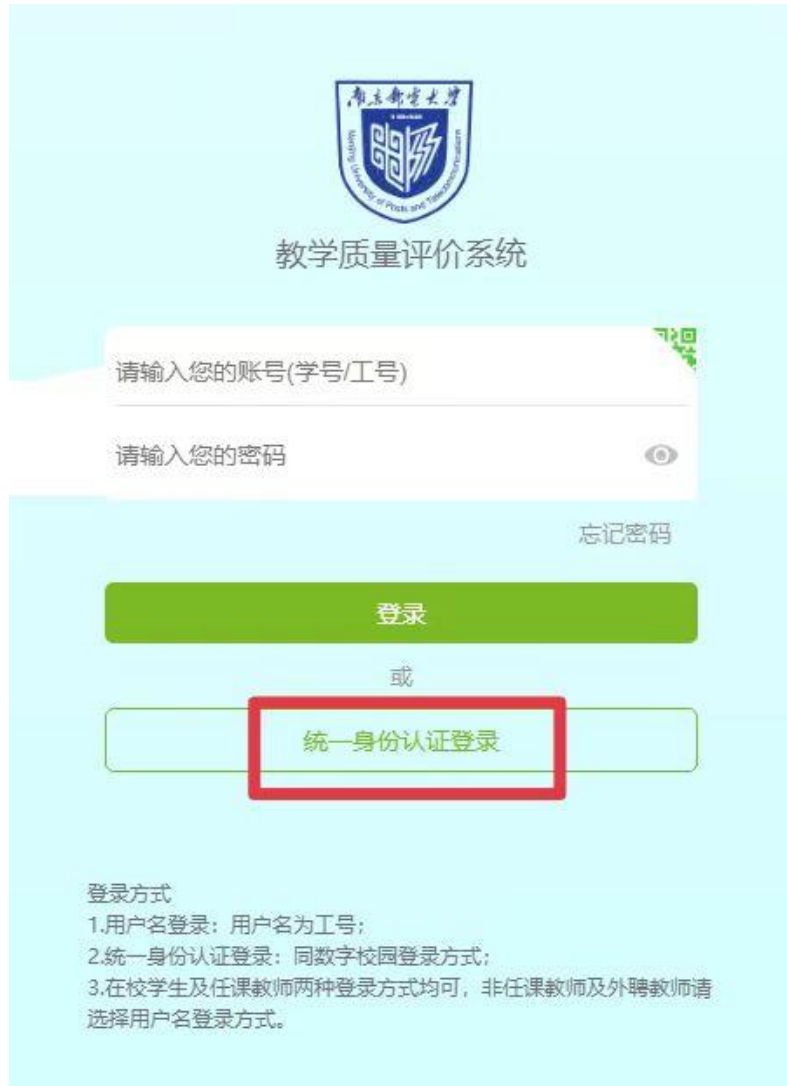 南京邮电大学
Nanjing University of Posts and Telecommunications
教学质量评价系统
请输入您的账号(学号/工号)
请输入您的密码
忘记密码
登录
或
统一身份认证登录
登录方式
1.用户名登录：用户名为工号；
2.统一身份认证登录：同数字校园登录方式；
3.在校学生及任课教师两种登录方式均可，非任课教师及外聘教师请
选择用户名登录方式。